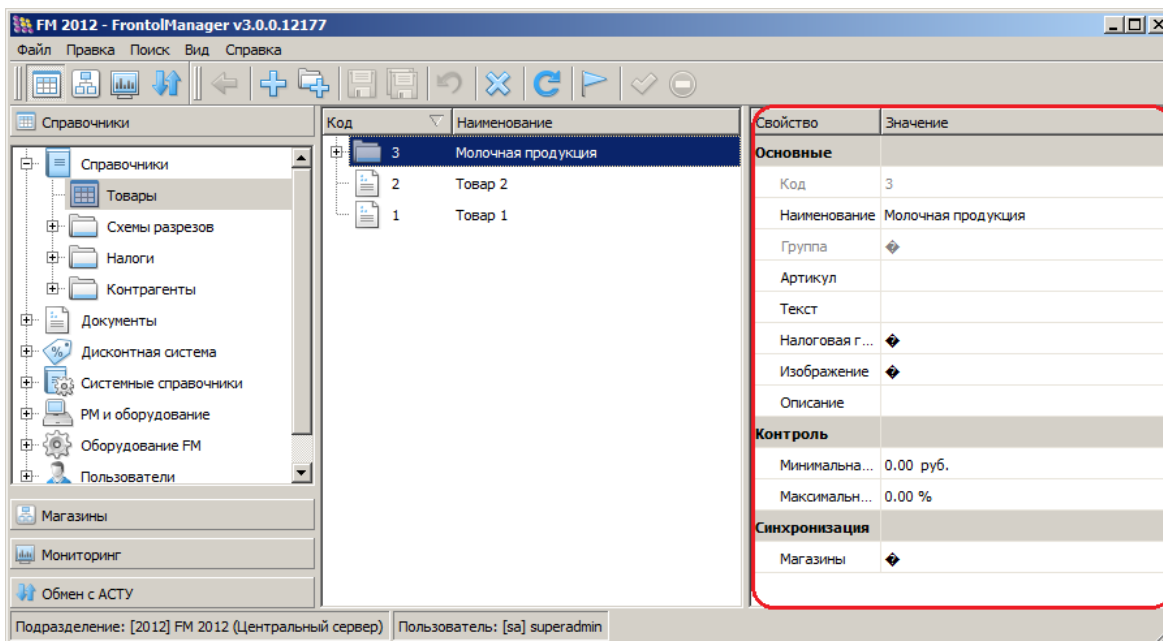 FM 2012 - FrontolManager v3.0.0.12177
Файл Правка Поиск Вид Справка
Справочники
Справочники
Товары
Схемы разрезов
Налоги
Контрагенты
Документы
Дисконтная система
Системные справочники
РМ и оборудование
Оборудование FM
Пользователи
Магазины
Мониторинг
Обмен с АСТУ
Код Наименование
3 Молочная продукция
2 Товар 2
1 Товар 1
Свойство Значение
Основные
Код 3
Наименование Молочная продукция
Группа �
Артикул
Текст
Налоговая г... �
Изображение �
Описание
Контроль
Минимальна... 0.00 руб.
Максимальн... 0.00 %
Синхронизация
Магазины �
Подразделение: [2012] FM 2012 (Центральный сервер) Пользователь: [sa] superadmin